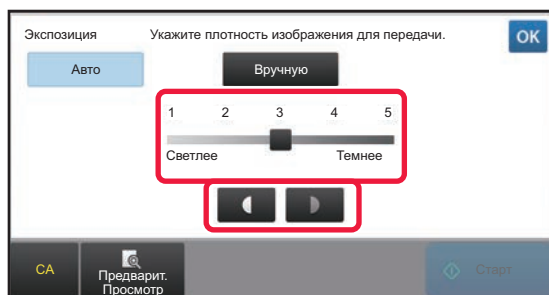 Экспозиция Укажите плотность изображения для передачи. OK
Авто Вручную
1 2 3 4 5
Светлее Темнее
CA Предварит. Просмотр Старт